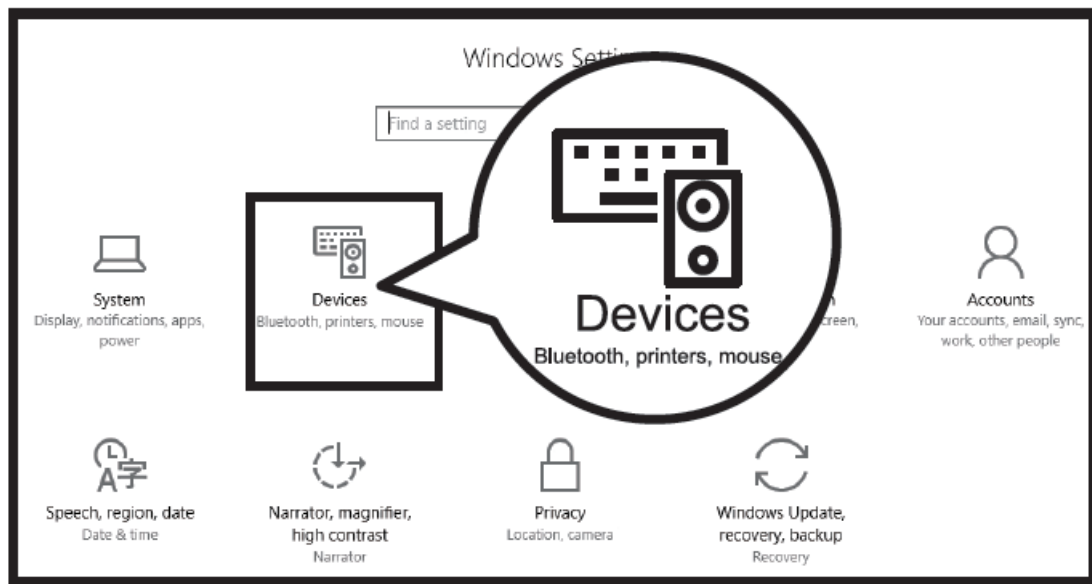 Windows
Find a setting
System
Display, notifications, apps,
power
Devices
Bluetooth, printers, mouse
Devices
Bluetooth, printers, mouse
Accounts
Your accounts, email, sync,
work, other people
Speech, region, date
Date & time
Narrator, magnifier,
high contrast
Narrator
Privacy
Location, camera
Windows Update,
recovery, backup
Recovery